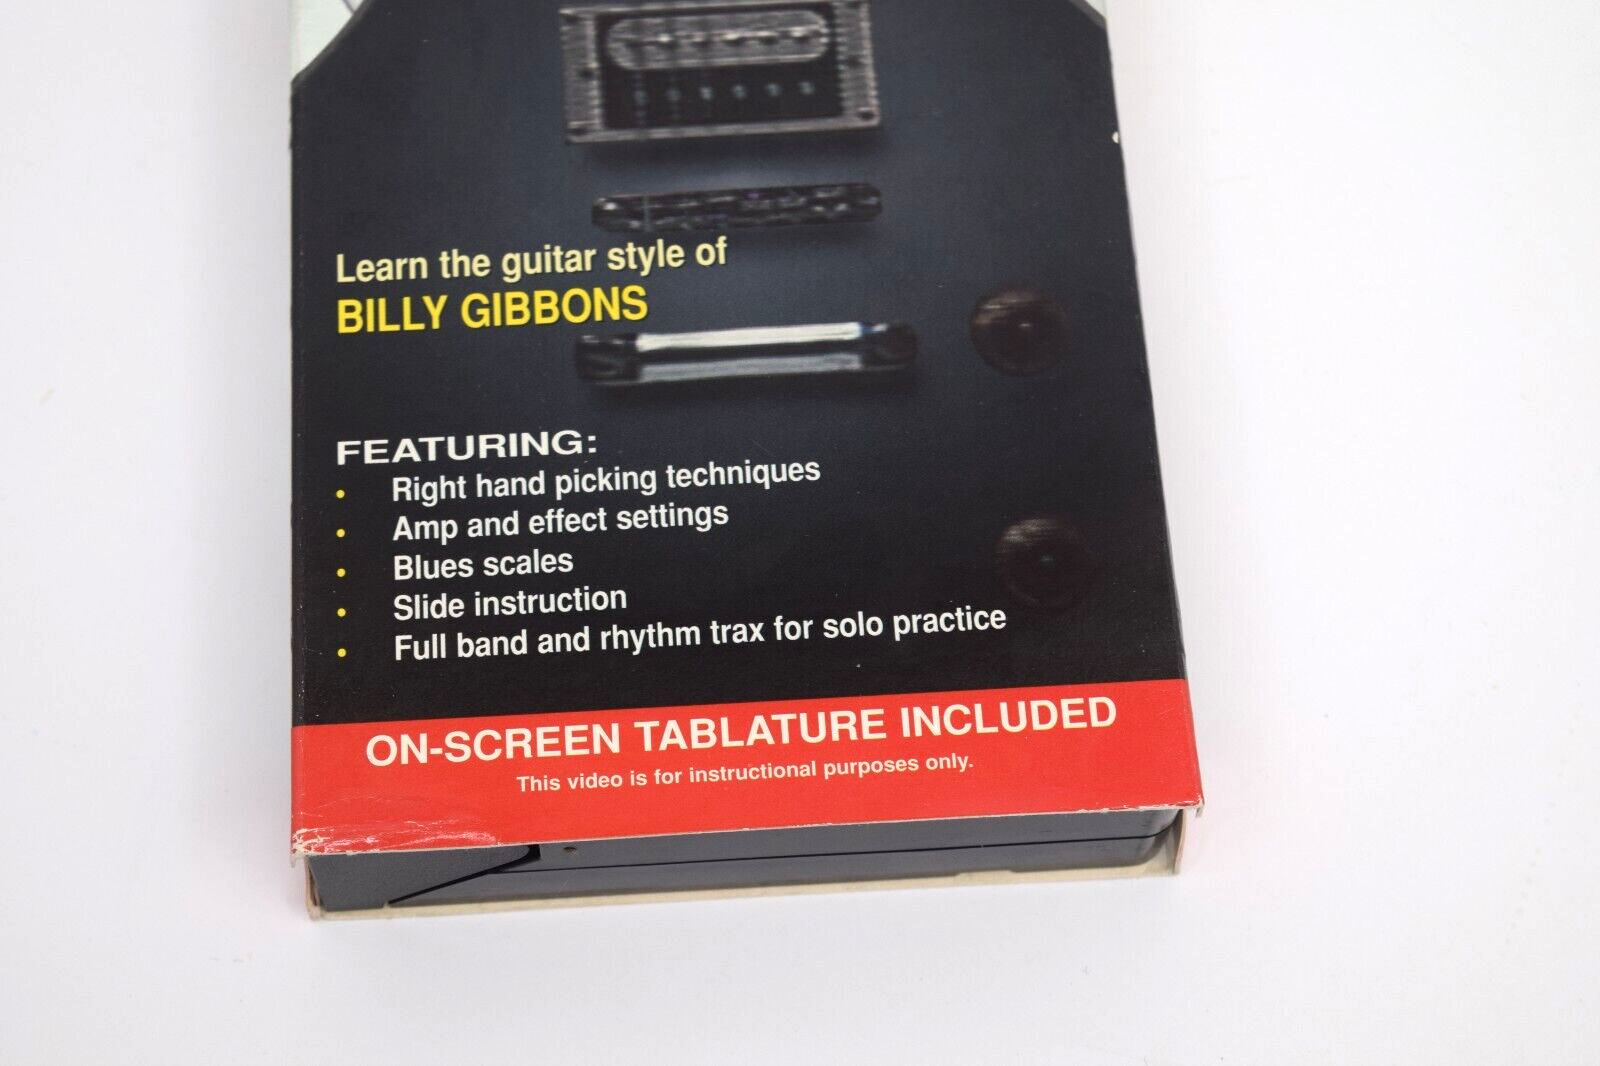 Learn the guitar style of
BILLY GIBBONS
FEATURING:
• Right hand picking techniques
• Amp and effect settings
• Blues scales
• Slide instruction
• Full band and rhythm trax for solo practice
ON-SCREEN TABLATURE INCLUDED
This video is for instructional purposes only.